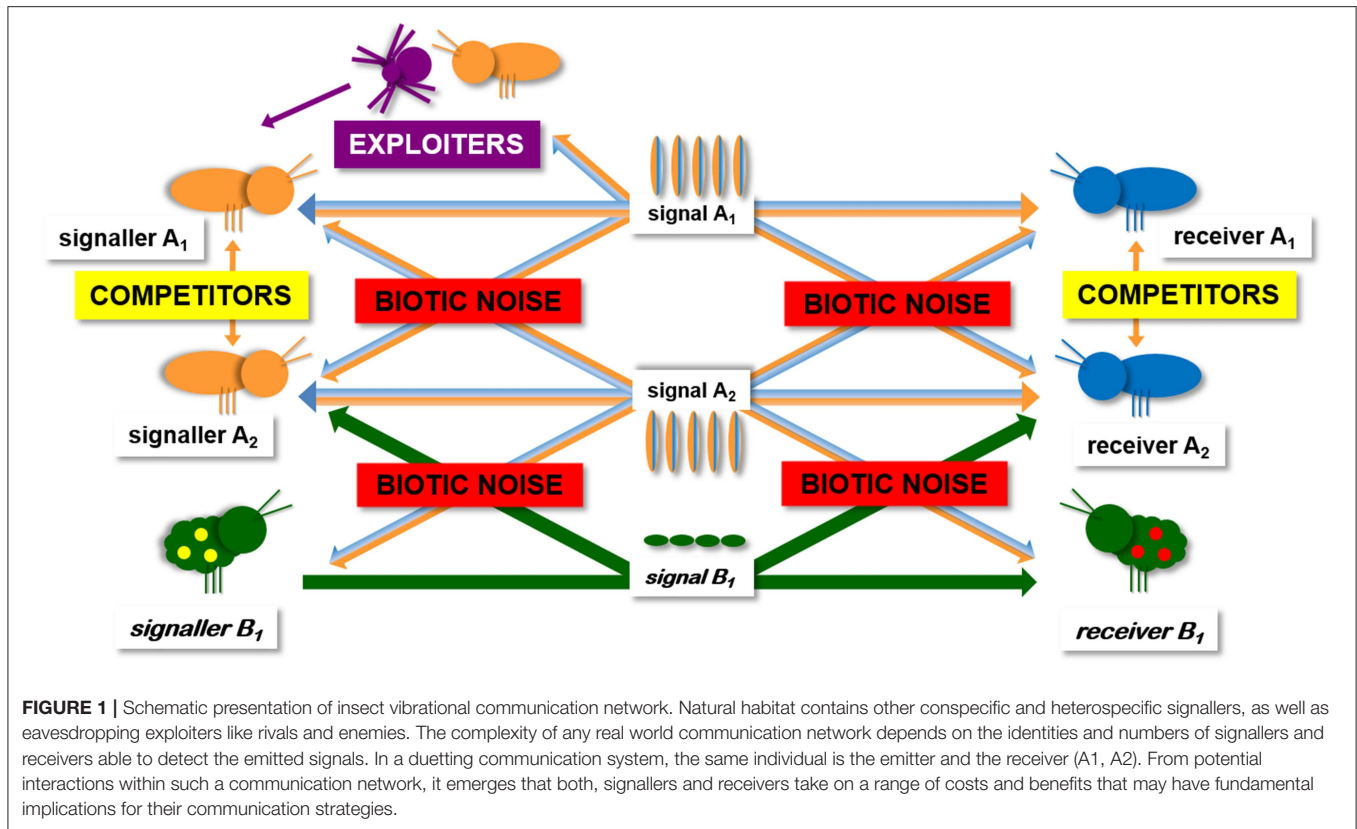 EXPLOITERS
signal A₁
signaller A₁
receiver A₁
COMPETITORS
BIOTIC NOISE
BIOTIC NOISE
COMPETITORS
signal A₂
signaller A₂
receiver A₂
BIOTIC NOISE
BIOTIC NOISE
signal B₁
signaller B₁
receiver B₁
FIGURE 1 | Schematic presentation of insect vibrational communication network. Natural habitat contains other conspecific and heterospecific signallers, as well as
eavesdropping exploiters like rivals and enemies. The complexity of any real world communication network depends on the identities and numbers of signallers and
receivers able to detect the emitted signals. In a duetting communication system, the same individual is the emitter and the receiver (A1, A2). From potential
interactions within such a communication network, it emerges that both, signallers and receivers take on a range of costs and benefits that may have fundamental
implications for their communication strategies.